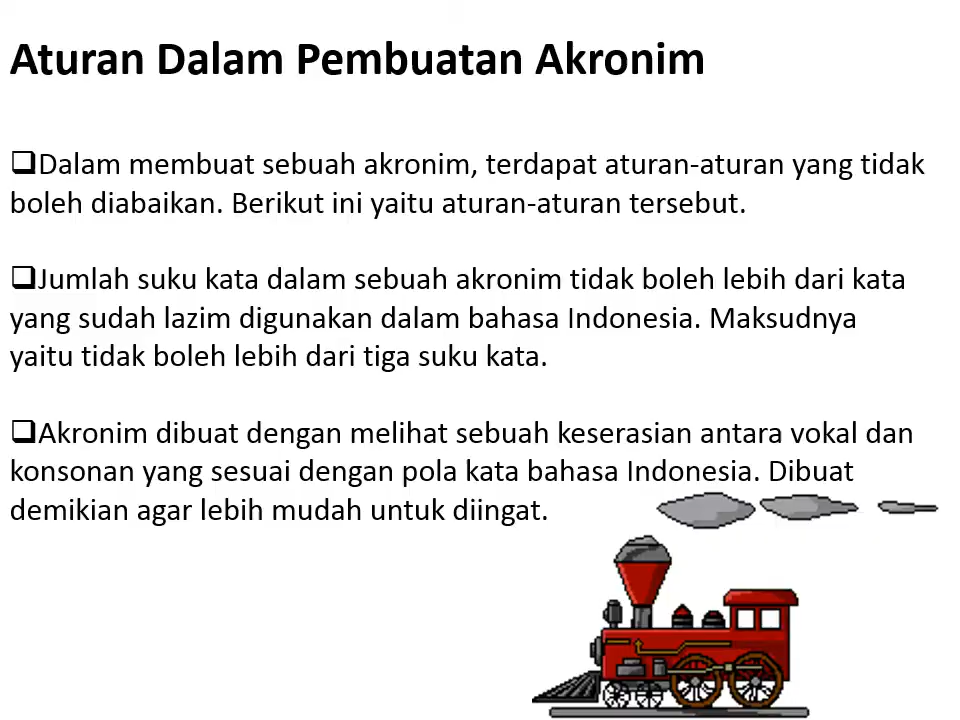 Aturan Dalam Pembuatan Akronim
❑Dalam membuat sebuah akronim, terdapat aturan-aturan yang tidak
boleh diabaikan. Berikut ini yaitu aturan-aturan tersebut.
❑Jumlah suku kata dalam sebuah akronim tidak boleh lebih dari kata
yang sudah lazim digunakan dalam bahasa Indonesia. Maksudnya
yaitu tidak boleh lebih dari tiga suku kata.
❑Akronim dibuat dengan melihat sebuah keserasian antara vokal dan
konsonan yang sesuai dengan pola kata bahasa Indonesia. Dibuat
demikian agar lebih mudah untuk diingat.